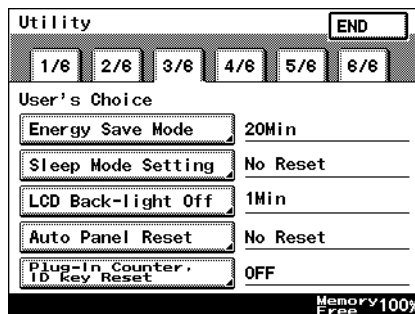 Utility END
1/6 2/6 3/6 4/6 5/6 6/6
User's Choice
Energy Save Mode 20Min
Sleep Mode Setting No Reset
LCD Back-light Off 1Min
Auto Panel Reset No Reset
Plug-In Counter,
ID Key Reset OFF
Memory
Free 100%